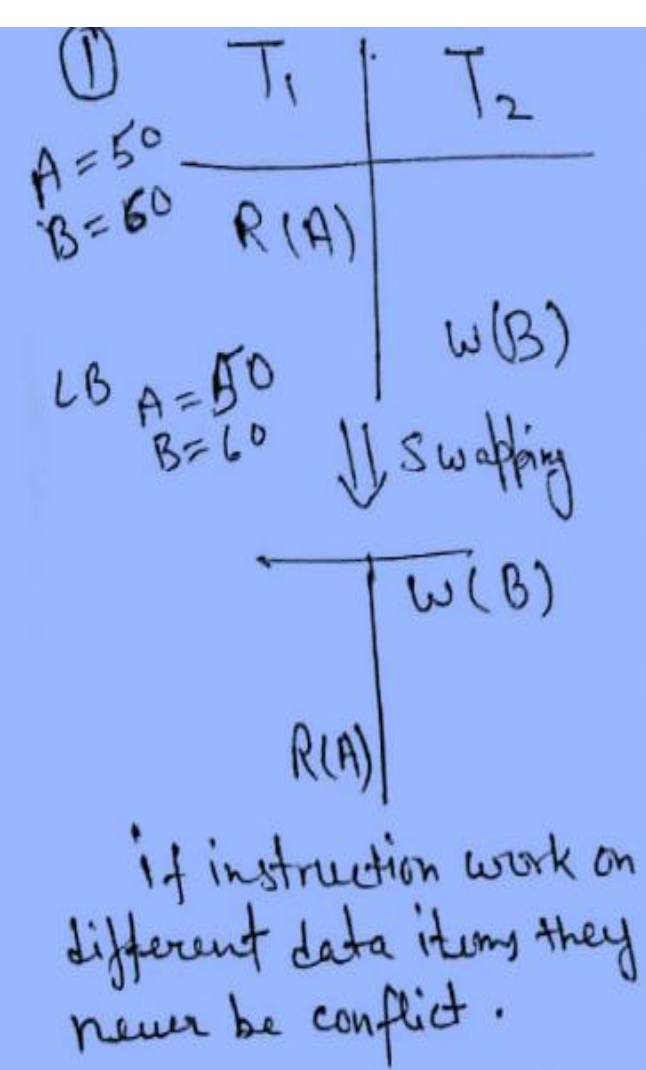 ① T₁ T₂
A = 50
B = 60
R(A)
W(B)
LB A = 50
B = 60
⇓ Swapping
W(B)
R(A)
if instruction work on
different data items they
never be conflict.